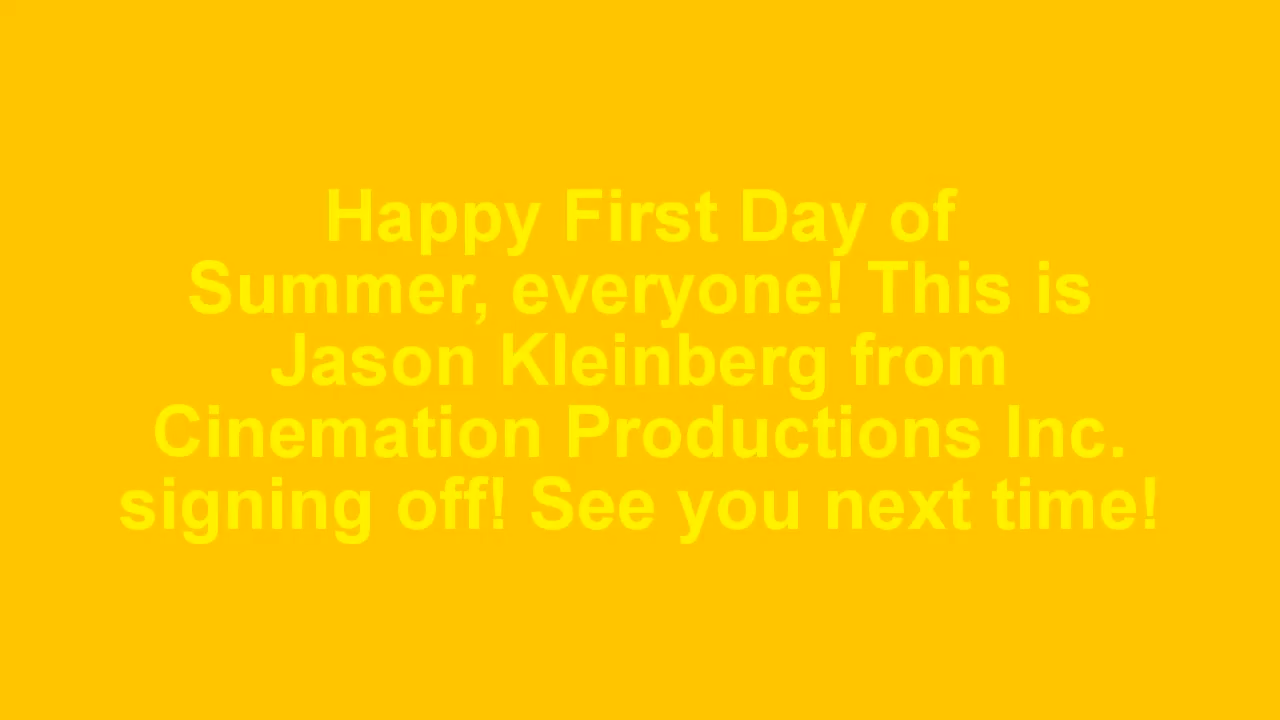 Happy First Day of
Summer, everyone! This is
Jason Kleinberg from
Cinemation Productions Inc.
signing off! See you next time!